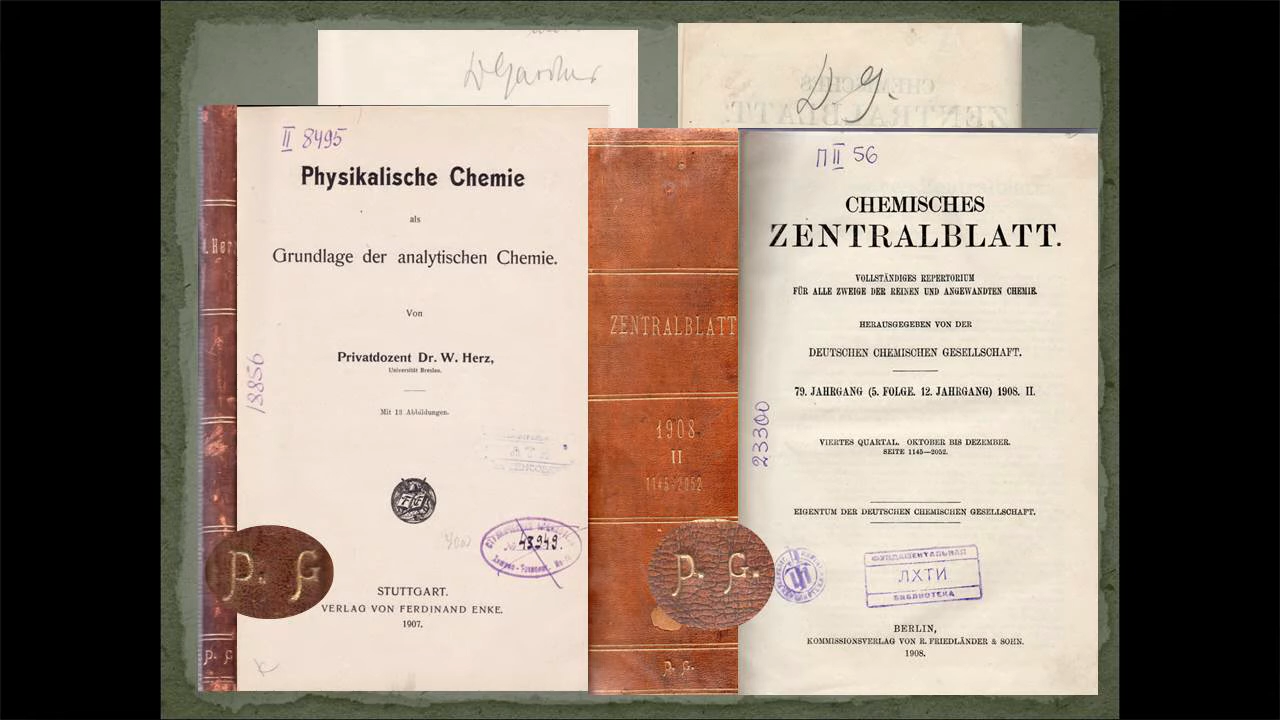 D. G.
II 8495
Physikalische Chemie
als
Grundlage der analytischen Chemie.
Von
Privatdozent Dr. W. Herz,
Universität Breslau.
Mit 13 Abbildungen.
13856
43949.
STUTTGART.
VERLAG VON FERDINAND ENKE.
1907.
P. G
P. G
ZENTRALBLATT
1908
II
1145-2052
P. G.
P. G.
П II 56
CHEMISCHES
ZENTRALBLATT.
VOLLSTÄNDIGES REPERTORIUM
FÜR ALLE ZWEIGE DER REINEN UND ANGEWANDTEN CHEMIE.
HERAUSGEGEBEN VON DER
DEUTSCHEN CHEMISCHEN GESELLSCHAFT.
79. JAHRGANG (5. FOLGE. 12. JAHRGANG) 1908. II.
23300
VIERTES QUARTAL. OKTOBER BIS DEZEMBER.
SEITE 1145—2052.
EIGENTUM DER DEUTSCHEN CHEMISCHEN GESELLSCHAFT.
ФУНДАМЕНТАЛЬНАЯ
ЛХТИ
БИБЛИОТЕКА
BERLIN,
KOMMISSIONSVERLAG VON R. FRIEDLÄNDER & SOHN.
1908.